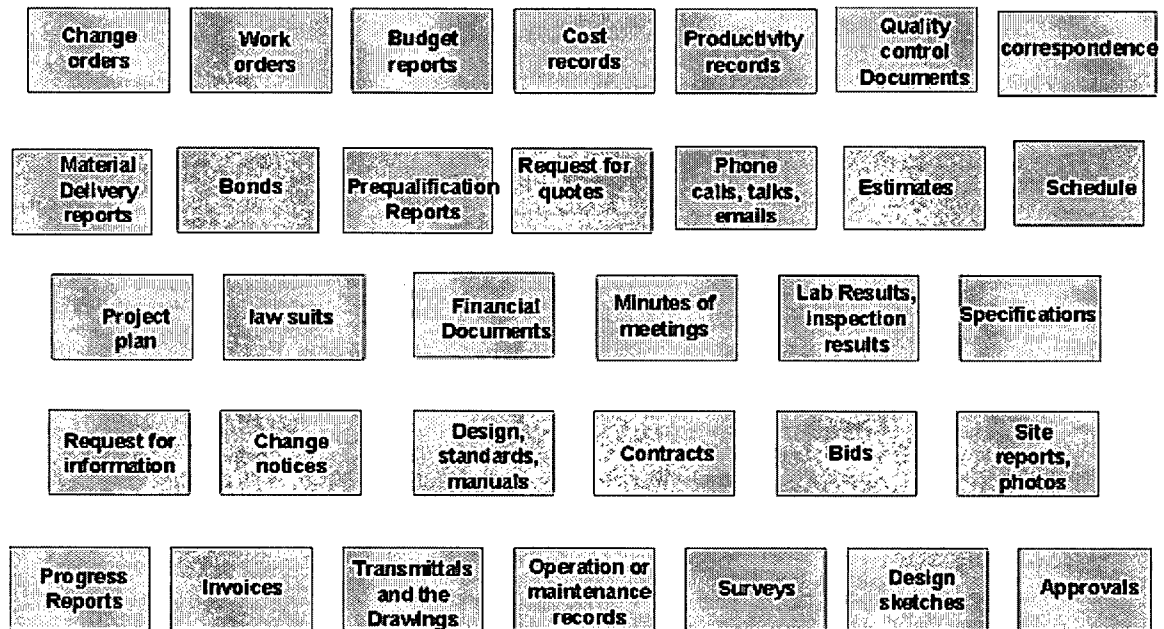 Change
orders
Work
orders
Budget
reports
Cost
records
Productivity
records
Quality
control
Documents
correspondence
Material
Delivery
reports
Bonds
Prequalification
Reports
Request for
quotes
Phone
calls, talks,
emails
Estimates
Schedule
Project
plan
law suits
Financial
Documents
Minutes of
meetings
Lab Results,
Inspection
results
Specifications
Request for
information
Change
notices
Design,
standards,
manuals
Contracts
Bids
Site
reports,
photos
Progress
Reports
Invoices
Transmittals
and the
Drawings
Operation or
maintenance
records
Surveys
Design
sketches
Approvals